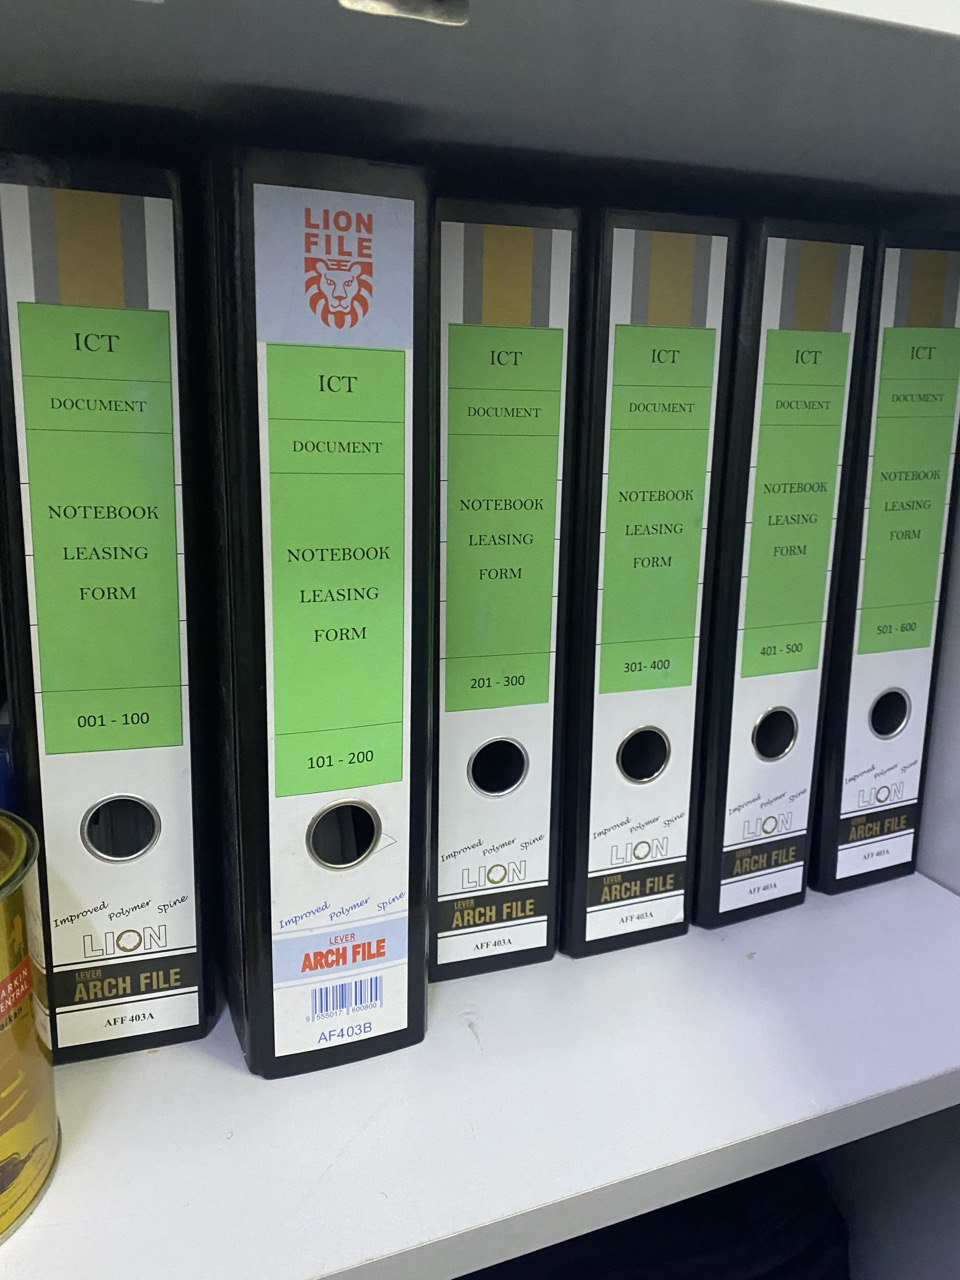 ICT
DOCUMENT
NOTEBOOK
LEASING
FORM
001 - 100
Improved Polymer Spine
LION
LEVER
ARCH FILE
AFF 403A
LION
FILE
ICT
DOCUMENT
NOTEBOOK
LEASING
FORM
101 - 200
Improved Polymer Spine
LEVER
ARCH FILE
9 555017 600800
AF403B
ICT
DOCUMENT
NOTEBOOK
LEASING
FORM
201 - 300
Improved Polymer Spine
LION
LEVER
ARCH FILE
AFF 403A
ICT
DOCUMENT
NOTEBOOK
LEASING
FORM
301- 400
Improved Polymer Spine
LION
LEVER
ARCH FILE
AFF 403A
ICT
DOCUMENT
NOTEBOOK
LEASING
FORM
401 - 500
Improved Polymer Spine
LION
LEVER
ARCH FILE
AFF 403A
ICT
DOCUMENT
NOTEBOOK
LEASING
FORM
501 - 600
Improved Polymer Spine
LION
LEVER
ARCH FILE
AFF 403A